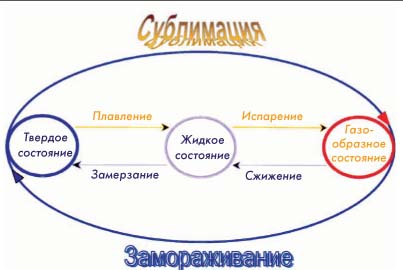 Сублимация
Плавление
Испарение
Твердое
состояние
Жидкое
состояние
Газо-
образное
состояние
Замерзание
Сжижение
Замораживание